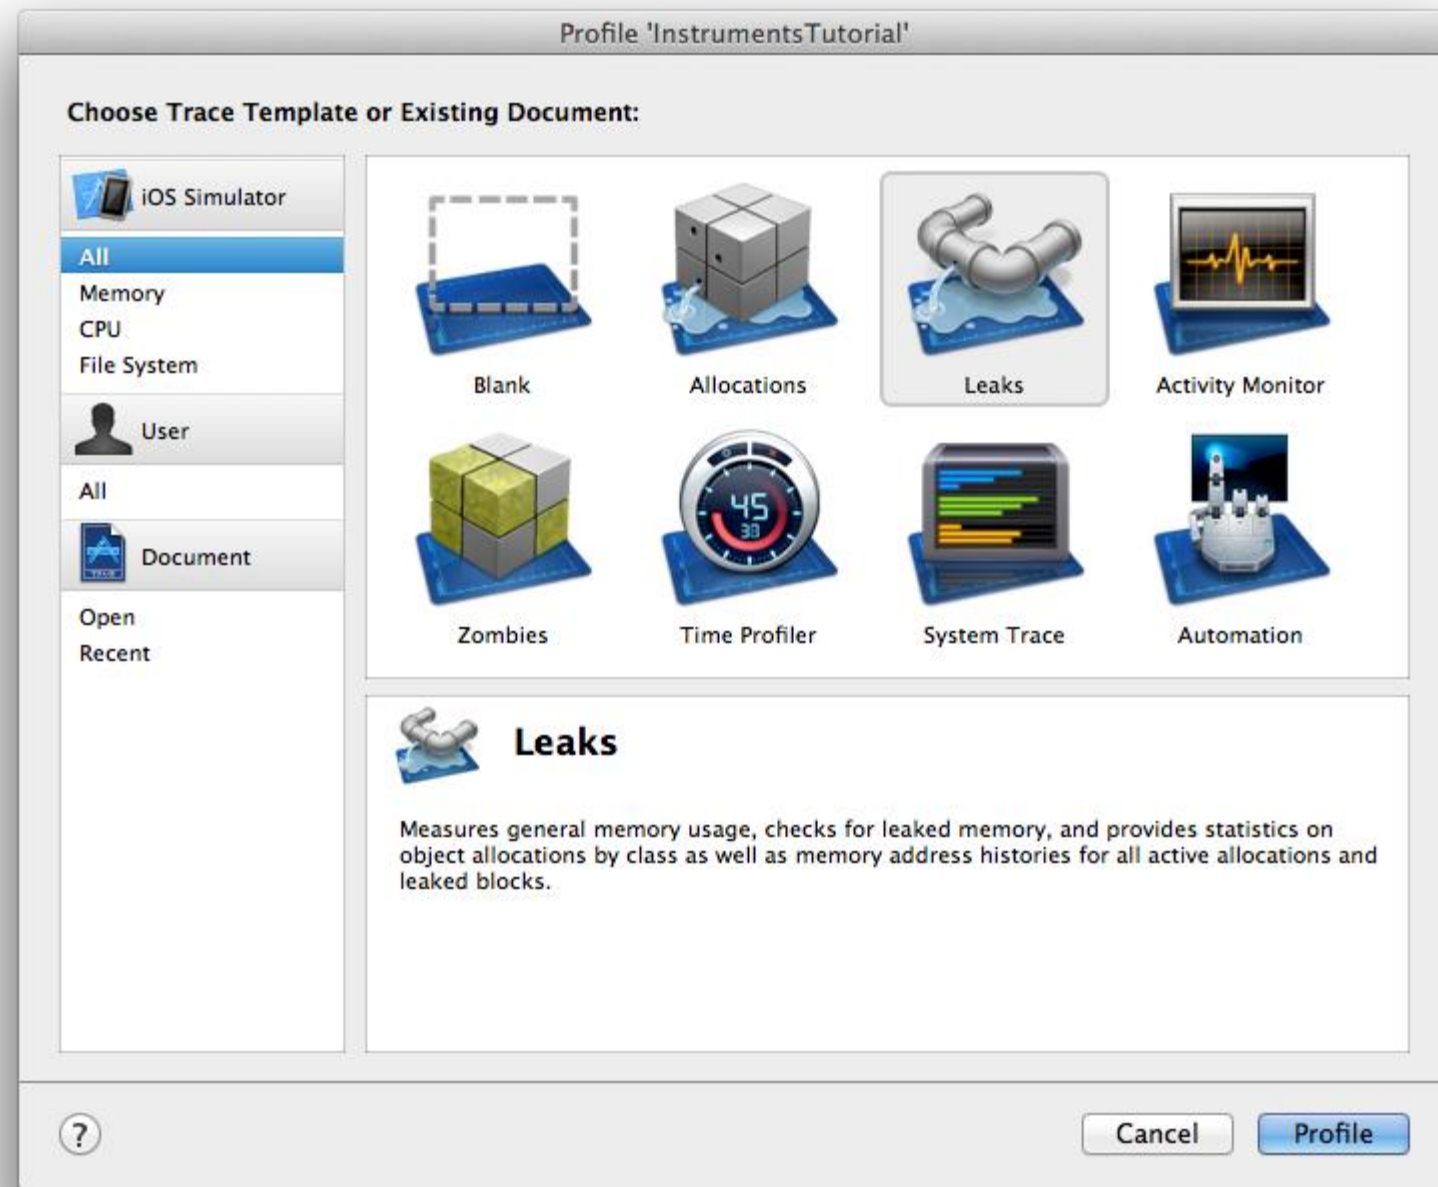 Profile 'InstrumentsTutorial'
Choose Trace Template or Existing Document:
iOS Simulator
All
Memory
CPU
File System
User
All
Document
Open
Recent
Blank
Allocations
Leaks
Activity Monitor
45
30
Zombies
Time Profiler
System Trace
Automation
Leaks
Measures general memory usage, checks for leaked memory, and provides statistics on
object allocations by class as well as memory address histories for all active allocations and
leaked blocks.
?
Cancel
Profile